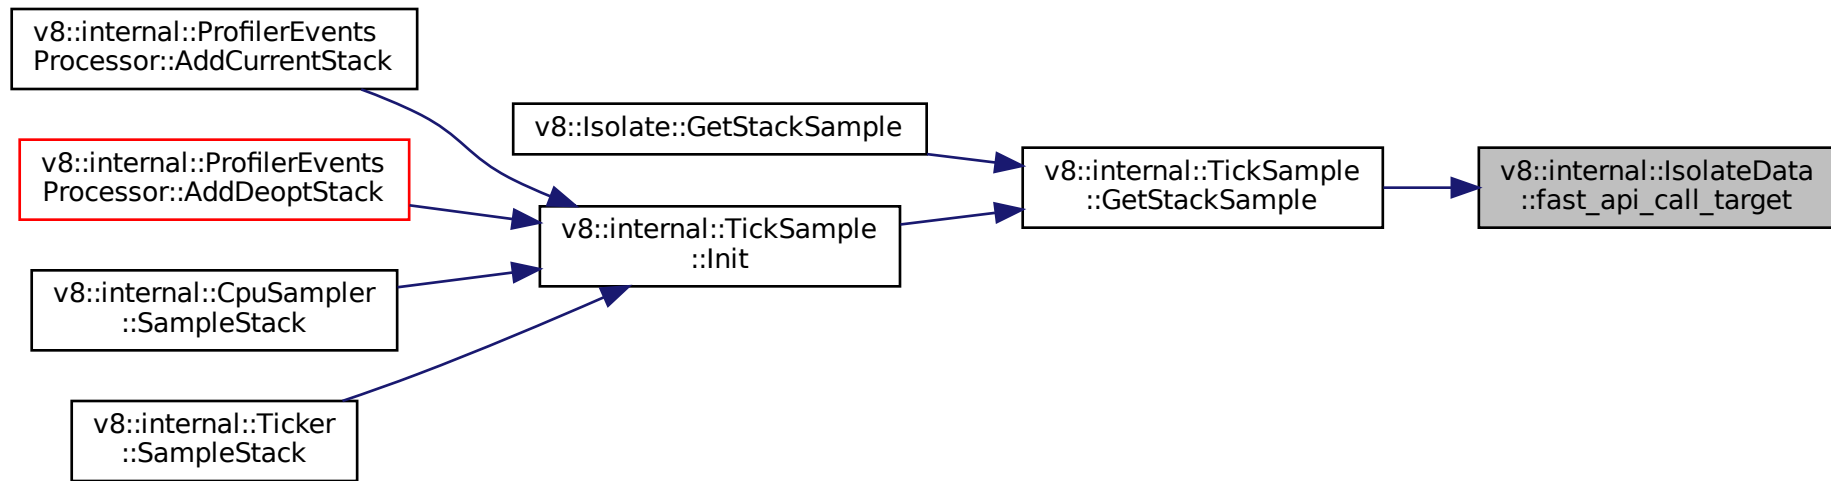 v8::internal::ProfilerEvents
Processor::AddCurrentStack
v8::internal::ProfilerEvents
Processor::AddDeoptStack
v8::internal::CpuSampler
::SampleStack
v8::internal::Ticker
::SampleStack
v8::Isolate::GetStackSample
v8::internal::TickSample
::Init
v8::internal::TickSample
::GetStackSample
v8::internal::IsolateData
::fast_api_call_target